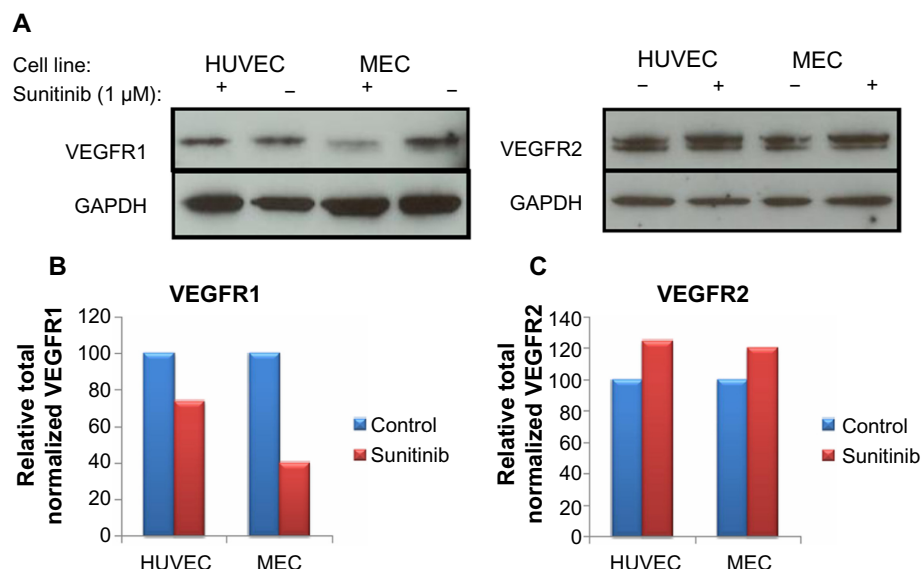 A
Cell line: HUVEC MEC
Sunitinib (1 µM): + – + –
VEGFR1
GAPDH
HUVEC MEC
– + – +
VEGFR2
GAPDH
B
VEGFR1
Relative total
normalized VEGFR1
120
100
80
60
40
20
0
HUVEC MEC
Control
Sunitinib
C
VEGFR2
Relative total
normalized VEGFR2
140
120
100
80
60
40
20
0
HUVEC MEC
Control
Sunitinib